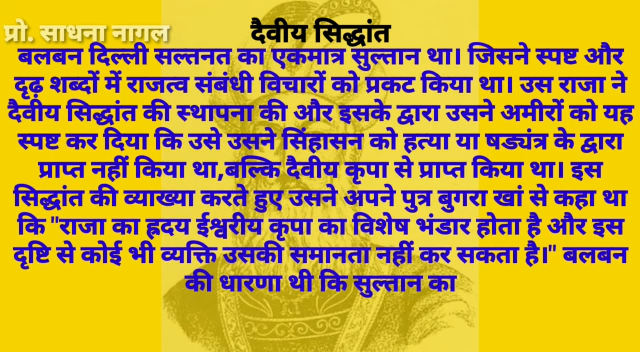 प्रो. साधना नागल
दैवीय सिद्धांत
बलबन दिल्ली सल्तनत का एकमात्र सुल्तान था। जिसने स्पष्ट और
दृढ़ शब्दों में राजत्व संबंधी विचारों को प्रकट किया था। उस राजा ने
दैवीय सिद्धांत की स्थापना की और इसके द्वारा उसने अमीरों को यह
स्पष्ट कर दिया कि उसे उसने सिंहासन को हत्या या षड्यंत्र के द्वारा
प्राप्त नहीं किया था,बल्कि दैवीय कृपा से प्राप्त किया था। इस
सिद्धांत की व्याख्या करते हुए उसने अपने पुत्र बुगरा खां से कहा था
कि "राजा का ह्रदय ईश्वरीय कृपा का विशेष भंडार होता है और इस
दृष्टि से कोई भी व्यक्ति उसकी समानता नहीं कर सकता है।" बलबन
की धारणा थी कि सुल्तान का